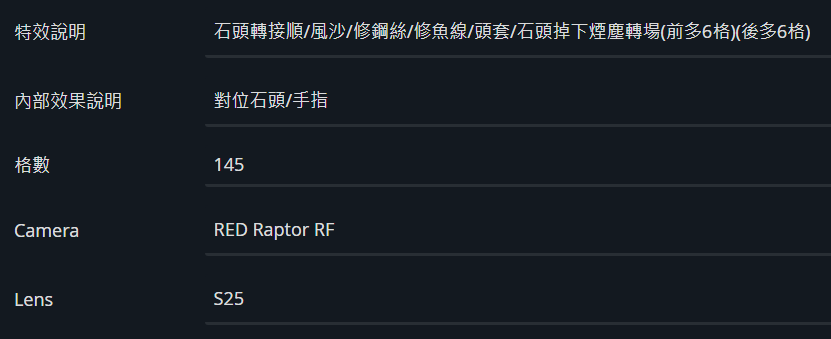 特效說明 石頭轉接順/風沙/修鋼絲/修魚線/頭套/石頭掉下煙塵轉場(前多6格)(後多6格)
內部效果說明 對位石頭/手指
格數 145
Camera RED Raptor RF
Lens S25